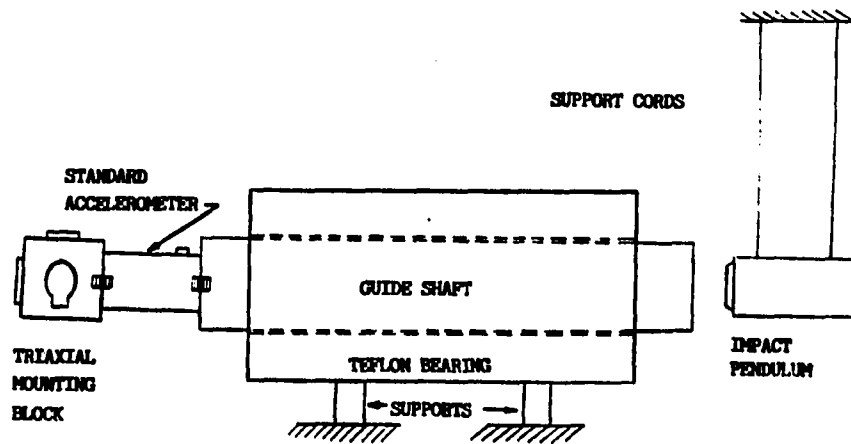 SUPPORT CORDS
STANDARD
ACCELEROMETER
GUIDE SHAFT
TEFLON BEARING
TRIAXIAL
MOUNTING
BLOCK
SUPPORTS
IMPACT
PENDULUM